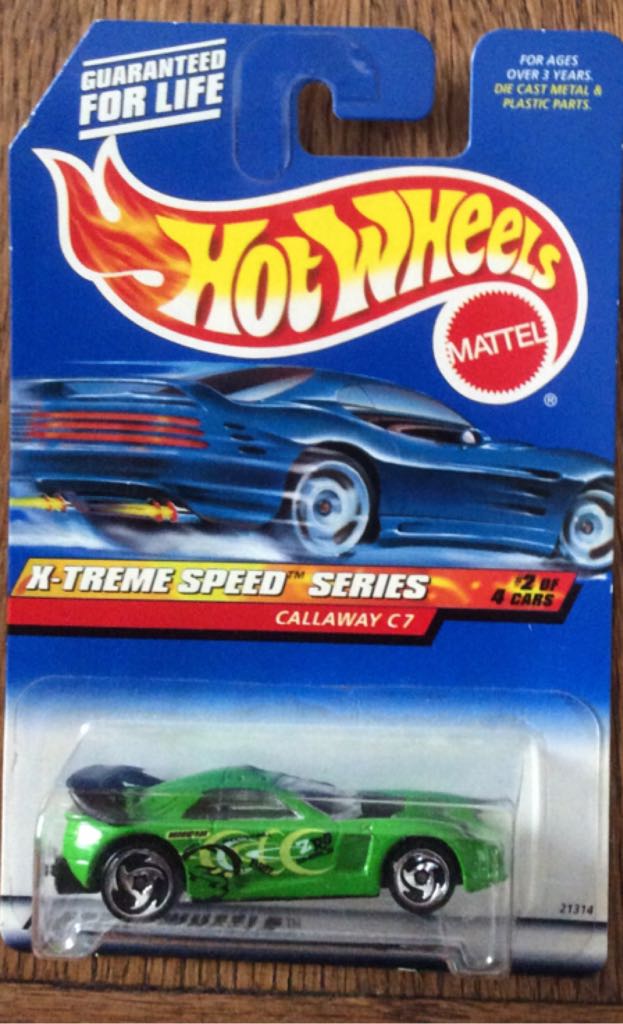 GUARANTEED
FOR LIFE
FOR AGES
OVER 3 YEARS.
DIE CAST METAL &
PLASTIC PARTS.
HOT WHEELS
MATTEL
®
X-TREME SPEED™ SERIES
#2 OF
4 CARS
CALLAWAY C7
21314